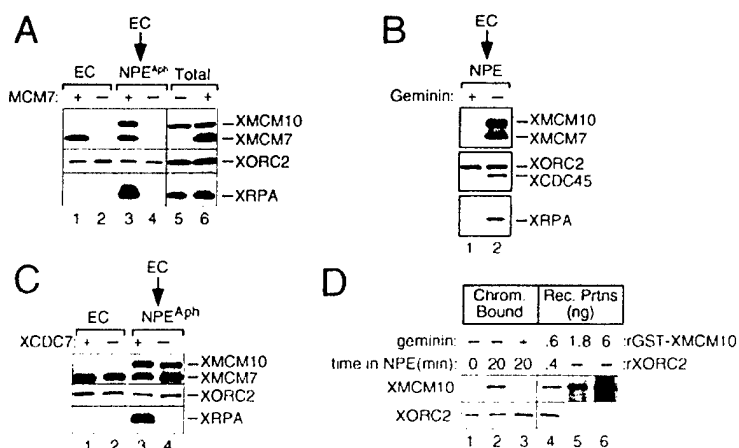 A
EC
EC NPE^Aph Total
MCM7: + − + − − +
XMCM10
XMCM7
XORC2
XRPA
1 2 3 4 5 6
B
EC
NPE
Geminin: + −
XMCM10
XMCM7
XORC2
XCDC45
XRPA
1 2
C
EC
EC NPE^Aph
XCDC7: + − + −
XMCM10
XMCM7
XORC2
XRPA
1 2 3 4
D
Chrom. Bound Rec. Prtns (ng)
geminin: − − + .6 1.8 6 :rGST-XMCM10
time in NPE(min): 0 20 20 .4 − − :rXORC2
XMCM10
XORC2
1 2 3 4 5 6